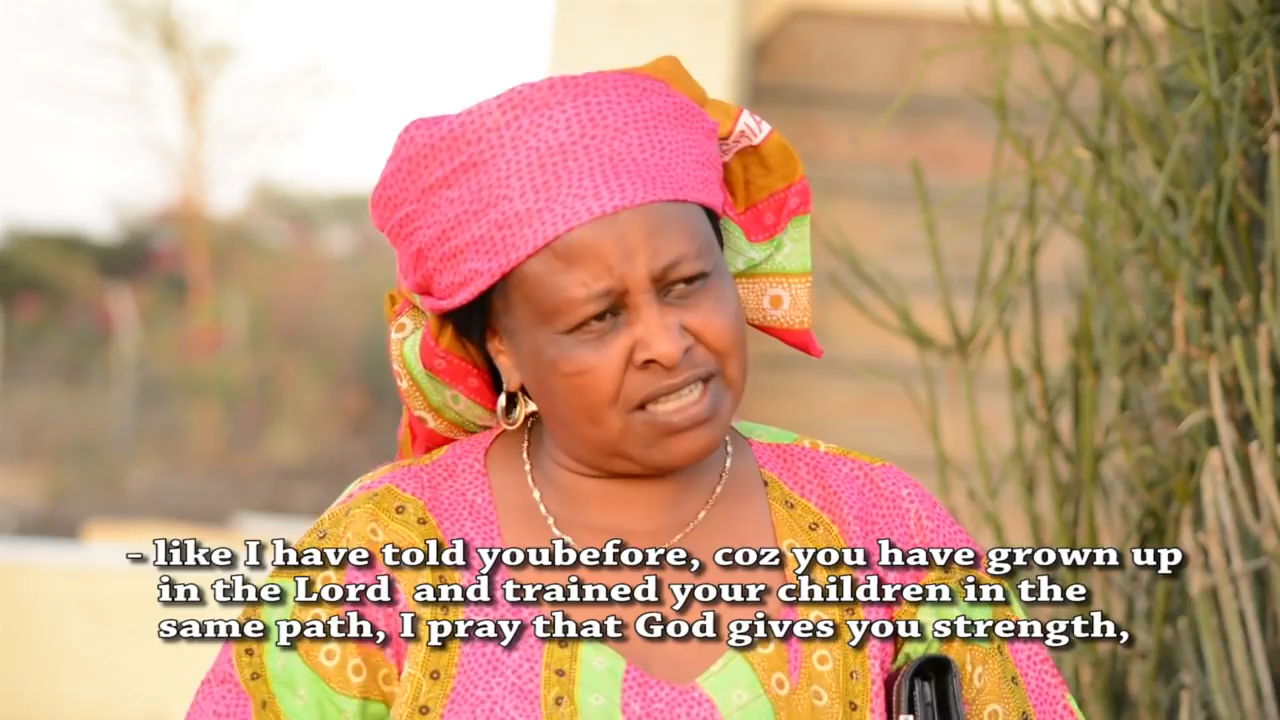 - like I have told youbefore, coz you have grown up
in the Lord and trained your children in the
same path, I pray that God gives you strength,